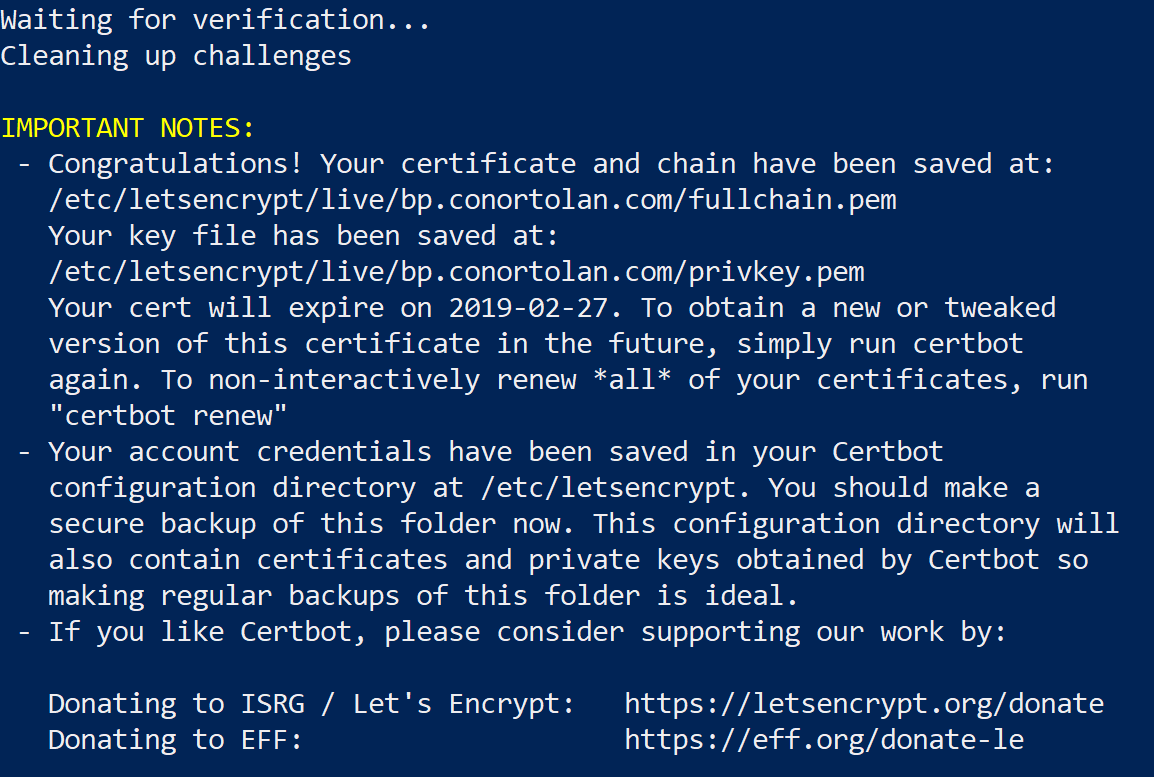 Waiting for verification...
Cleaning up challenges
IMPORTANT NOTES:
- Congratulations! Your certificate and chain have been saved at:
/etc/letsencrypt/live/bp.conortolan.com/fullchain.pem
Your key file has been saved at:
/etc/letsencrypt/live/bp.conortolan.com/privkey.pem
Your cert will expire on 2019-02-27. To obtain a new or tweaked
version of this certificate in the future, simply run certbot
again. To non-interactively renew *all* of your certificates, run
"certbot renew"
- Your account credentials have been saved in your Certbot
configuration directory at /etc/letsencrypt. You should make a
secure backup of this folder now. This configuration directory will
also contain certificates and private keys obtained by Certbot so
making regular backups of this folder is ideal.
- If you like Certbot, please consider supporting our work by:
Donating to ISRG / Let's Encrypt:   https://letsencrypt.org/donate
Donating to EFF:                    https://eff.org/donate-le